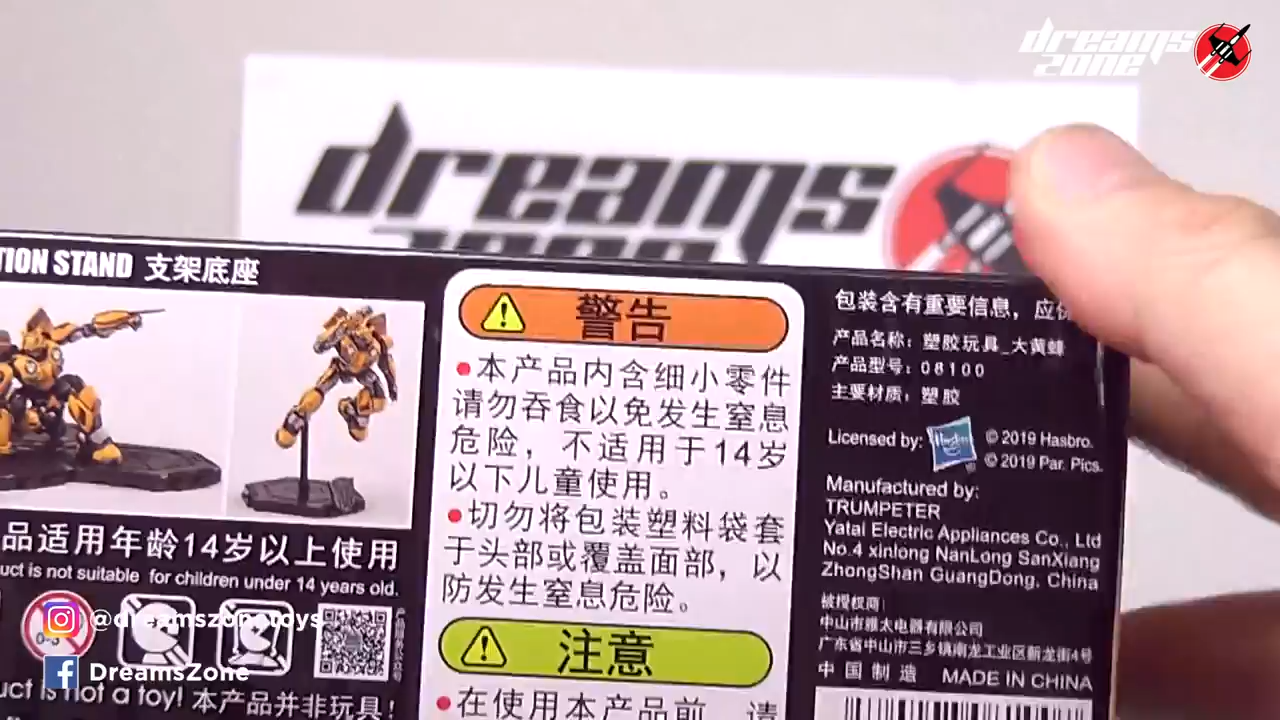 dreams
zone
dreams
zone
TION STAND 支架底座
品适用年龄14岁以上使用
uct is not suitable for children under 14 years old.
0-3
@dreamszonetoys
DreamsZone
uct is not a toy! 本产品并非玩具!
警告
•本产品内含细小零件
请勿吞食以免发生窒息
危险，不适用于14岁
以下儿童使用。
•切勿将包装塑料袋套
于头部或覆盖面部，以
防发生窒息危险。
注意
•在使用本产品前，请
包装含有重要信息，应
产品名称：塑胶玩具_大黄蜂
产品型号：08100
主要材质：塑胶
Licensed by: Hasbro © 2019 Hasbro.
© 2019 Par. Pics.
Manufactured by:
TRUMPETER
Yatai Electric Appliances Co., Ltd
No.4 xinlong NanLong SanXiang
ZhongShan GuangDong, China
被授权商：
中山市雅太电器有限公司
广东省中山市三乡镇南龙工业区新龙街4号
中国制造 MADE IN CHINA